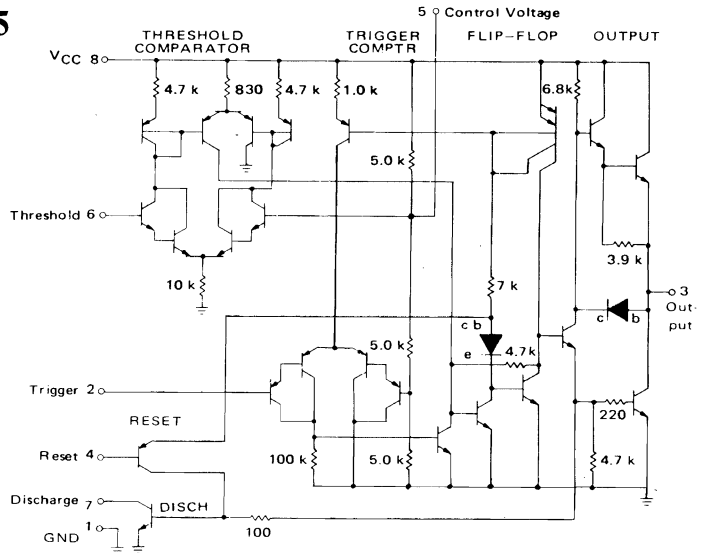 5
5 Control Voltage
THRESHOLD
COMPARATOR
TRIGGER
COMPTR
FLIP-FLOP
OUTPUT
VCC 8
4.7 k
830
4.7 k
1.0 k
6.8k
5.0 k
Threshold 6
3.9 k
10 k
7 k
3
Out-
put
c b
c
b
5.0 k
e
4.7k
Trigger 2
220
RESET
Reset 4
100 k
5.0 k
4.7 k
Discharge
7
DISCH
1
GND
100